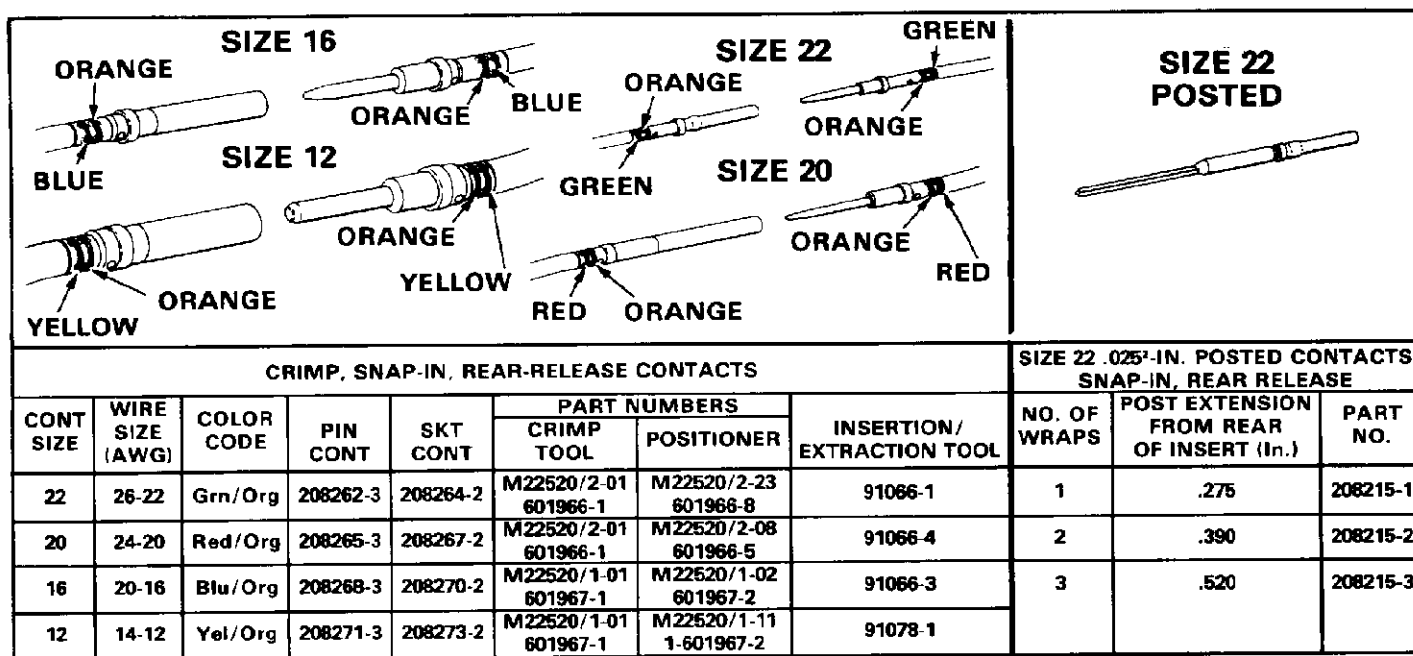 SIZE 16
ORANGE
BLUE
ORANGE
BLUE
SIZE 22
ORANGE
GREEN
GREEN
ORANGE
SIZE 12
YELLOW
ORANGE
ORANGE
YELLOW
SIZE 20
RED ORANGE
ORANGE
RED
SIZE 22
POSTED
CRIMP, SNAP-IN, REAR-RELEASE CONTACTS
CONT SIZE | WIRE SIZE (AWG) | COLOR CODE | PIN CONT | SKT CONT | PART NUMBERS | INSERTION/ EXTRACTION TOOL
CRIMP TOOL | POSITIONER
22 | 26-22 | Grn/Org | 208262-3 | 208264-2 | M22520/2-01 601966-1 | M22520/2-23 601966-8 | 91066-1
20 | 24-20 | Red/Org | 208265-3 | 208267-2 | M22520/2-01 601966-1 | M22520/2-08 601966-5 | 91066-4
16 | 20-16 | Blu/Org | 208268-3 | 208270-2 | M22520/1-01 601967-1 | M22520/1-02 601967-2 | 91066-3
12 | 14-12 | Yel/Org | 208271-3 | 208273-2 | M22520/1-01 601967-1 | M22520/1-11 1-601967-2 | 91078-1
SIZE 22 .025²-IN. POSTED CONTACTS
SNAP-IN, REAR RELEASE
NO. OF WRAPS | POST EXTENSION FROM REAR OF INSERT (In.) | PART NO.
1 | .275 | 208215-1
2 | .390 | 208215-2
3 | .520 | 208215-3